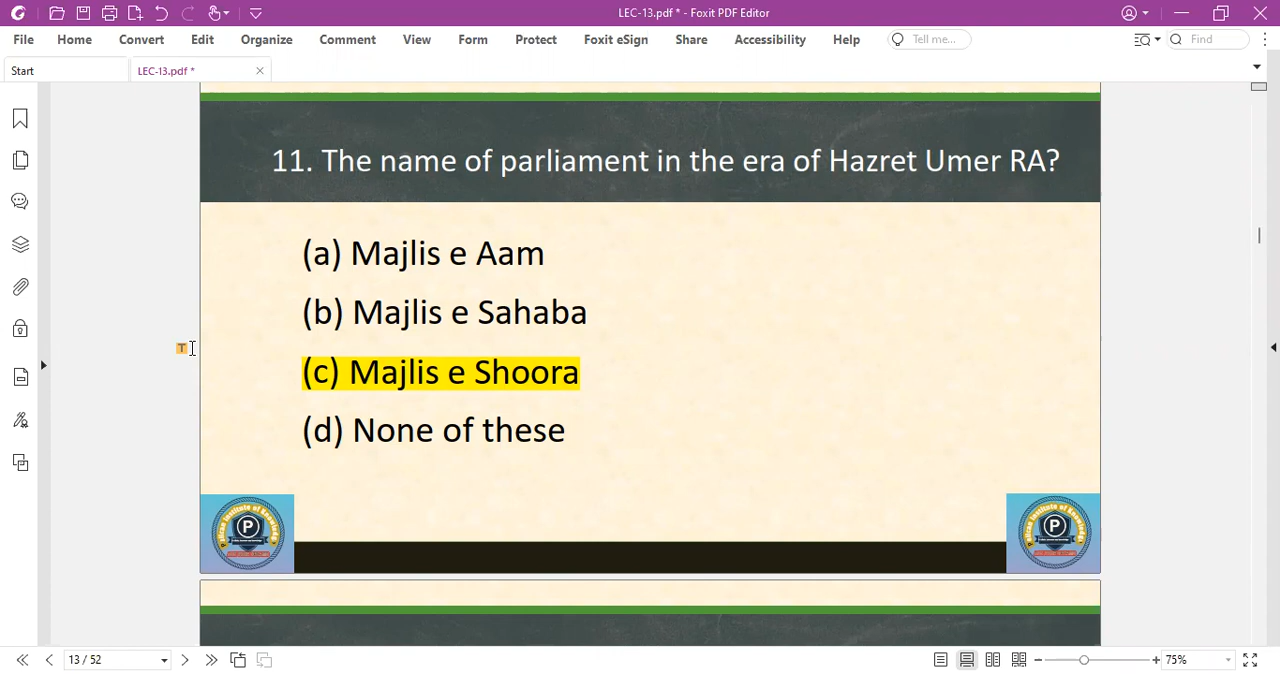 LEC-13.pdf * - Foxit PDF Editor
File Home Convert Edit Organize Comment View Form Protect Foxit eSign Share Accessibility Help Tell me... Find
Start LEC-13.pdf *
11. The name of parliament in the era of Hazret Umer RA?
(a) Majlis e Aam
(b) Majlis e Sahaba
(c) Majlis e Shoora
(d) None of these
T
P
P
13 / 52 75%